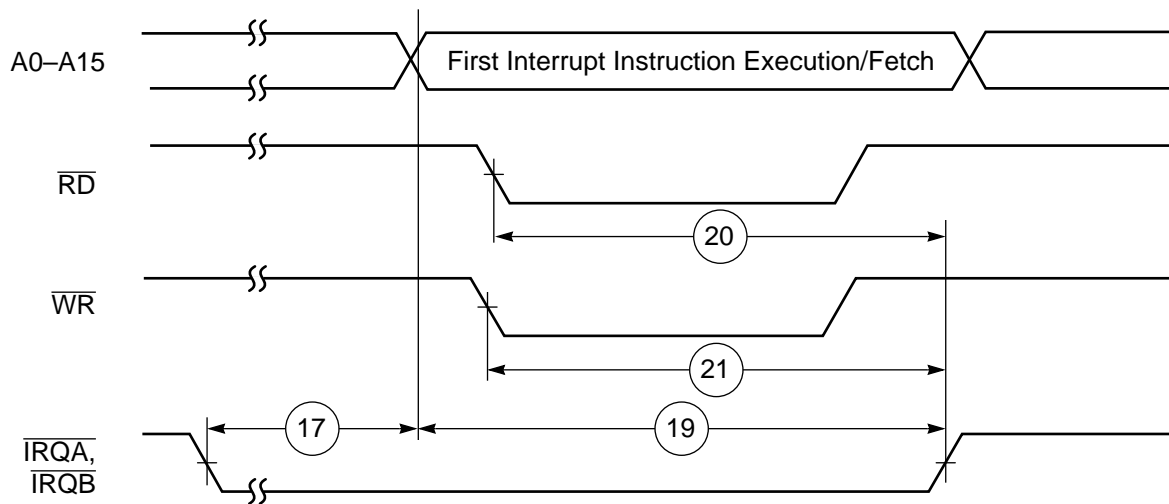 A0–A15
First Interrupt Instruction Execution/Fetch
RD
20
WR
21
17
19
IRQA,
IRQB